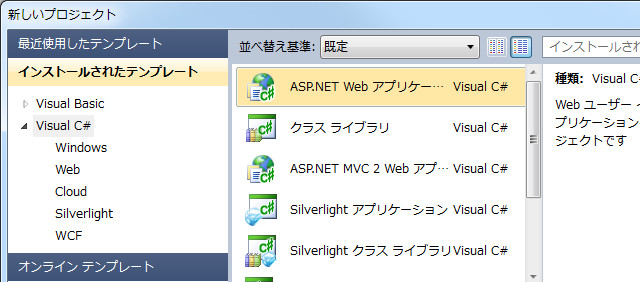 新しいプロジェクト
最近使用したテンプレート
インストールされたテンプレート
Visual Basic
Visual C#
Windows
Web
Cloud
Silverlight
WCF
オンライン テンプレート
並べ替え基準: 既定
ASP.NET Web アプリケー… Visual C#
クラス ライブラリ Visual C#
ASP.NET MVC 2 Web アプ… Visual C#
Silverlight アプリケーション Visual C#
Silverlight クラス ライブラリ Visual C#
インストールされ
種類: Visual C
Web ユーザー イ
プリケーション
ジェクトです